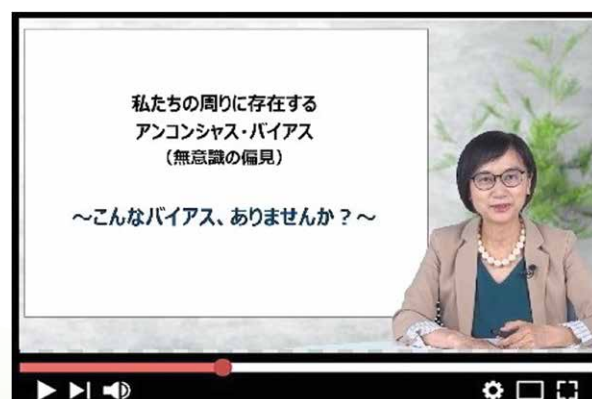 私たちの周りに存在する
アンコンシャス・バイアス
（無意識の偏見）
～こんなバイアス、ありませんか？～